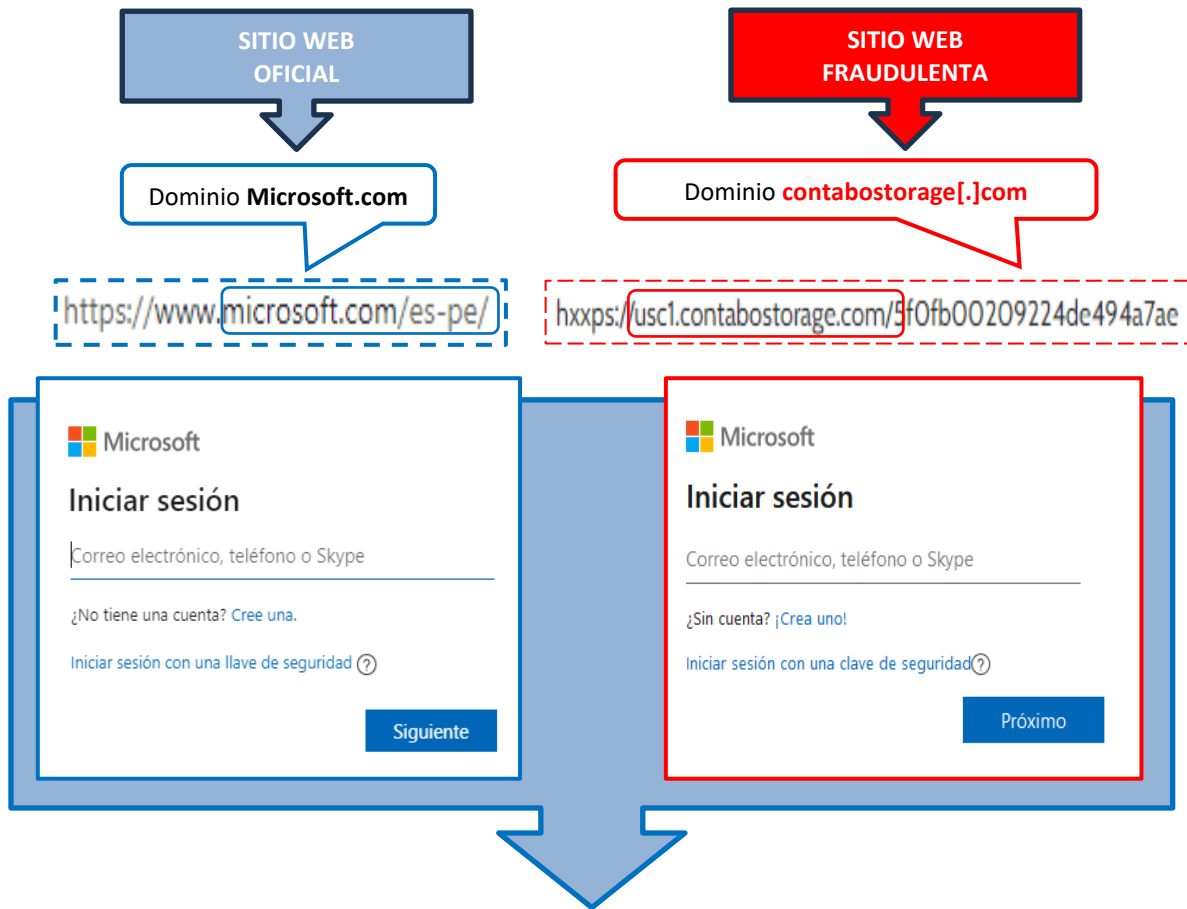 SITIO WEB
OFICIAL
SITIO WEB
FRAUDULENTA
Dominio Microsoft.com
Dominio contabostorage[.]com
https://www.microsoft.com/es-pe/
hxxps://usc1.contabostorage.com/5f0fb00209224de494a7ae
Microsoft
Iniciar sesión
Correo electrónico, teléfono o Skype
¿No tiene una cuenta? Cree una.
Iniciar sesión con una llave de seguridad ?
Siguiente
Microsoft
Iniciar sesión
Correo electrónico, teléfono o Skype
¿Sin cuenta? ¡Crea uno!
Iniciar sesión con una clave de seguridad ?
Próximo